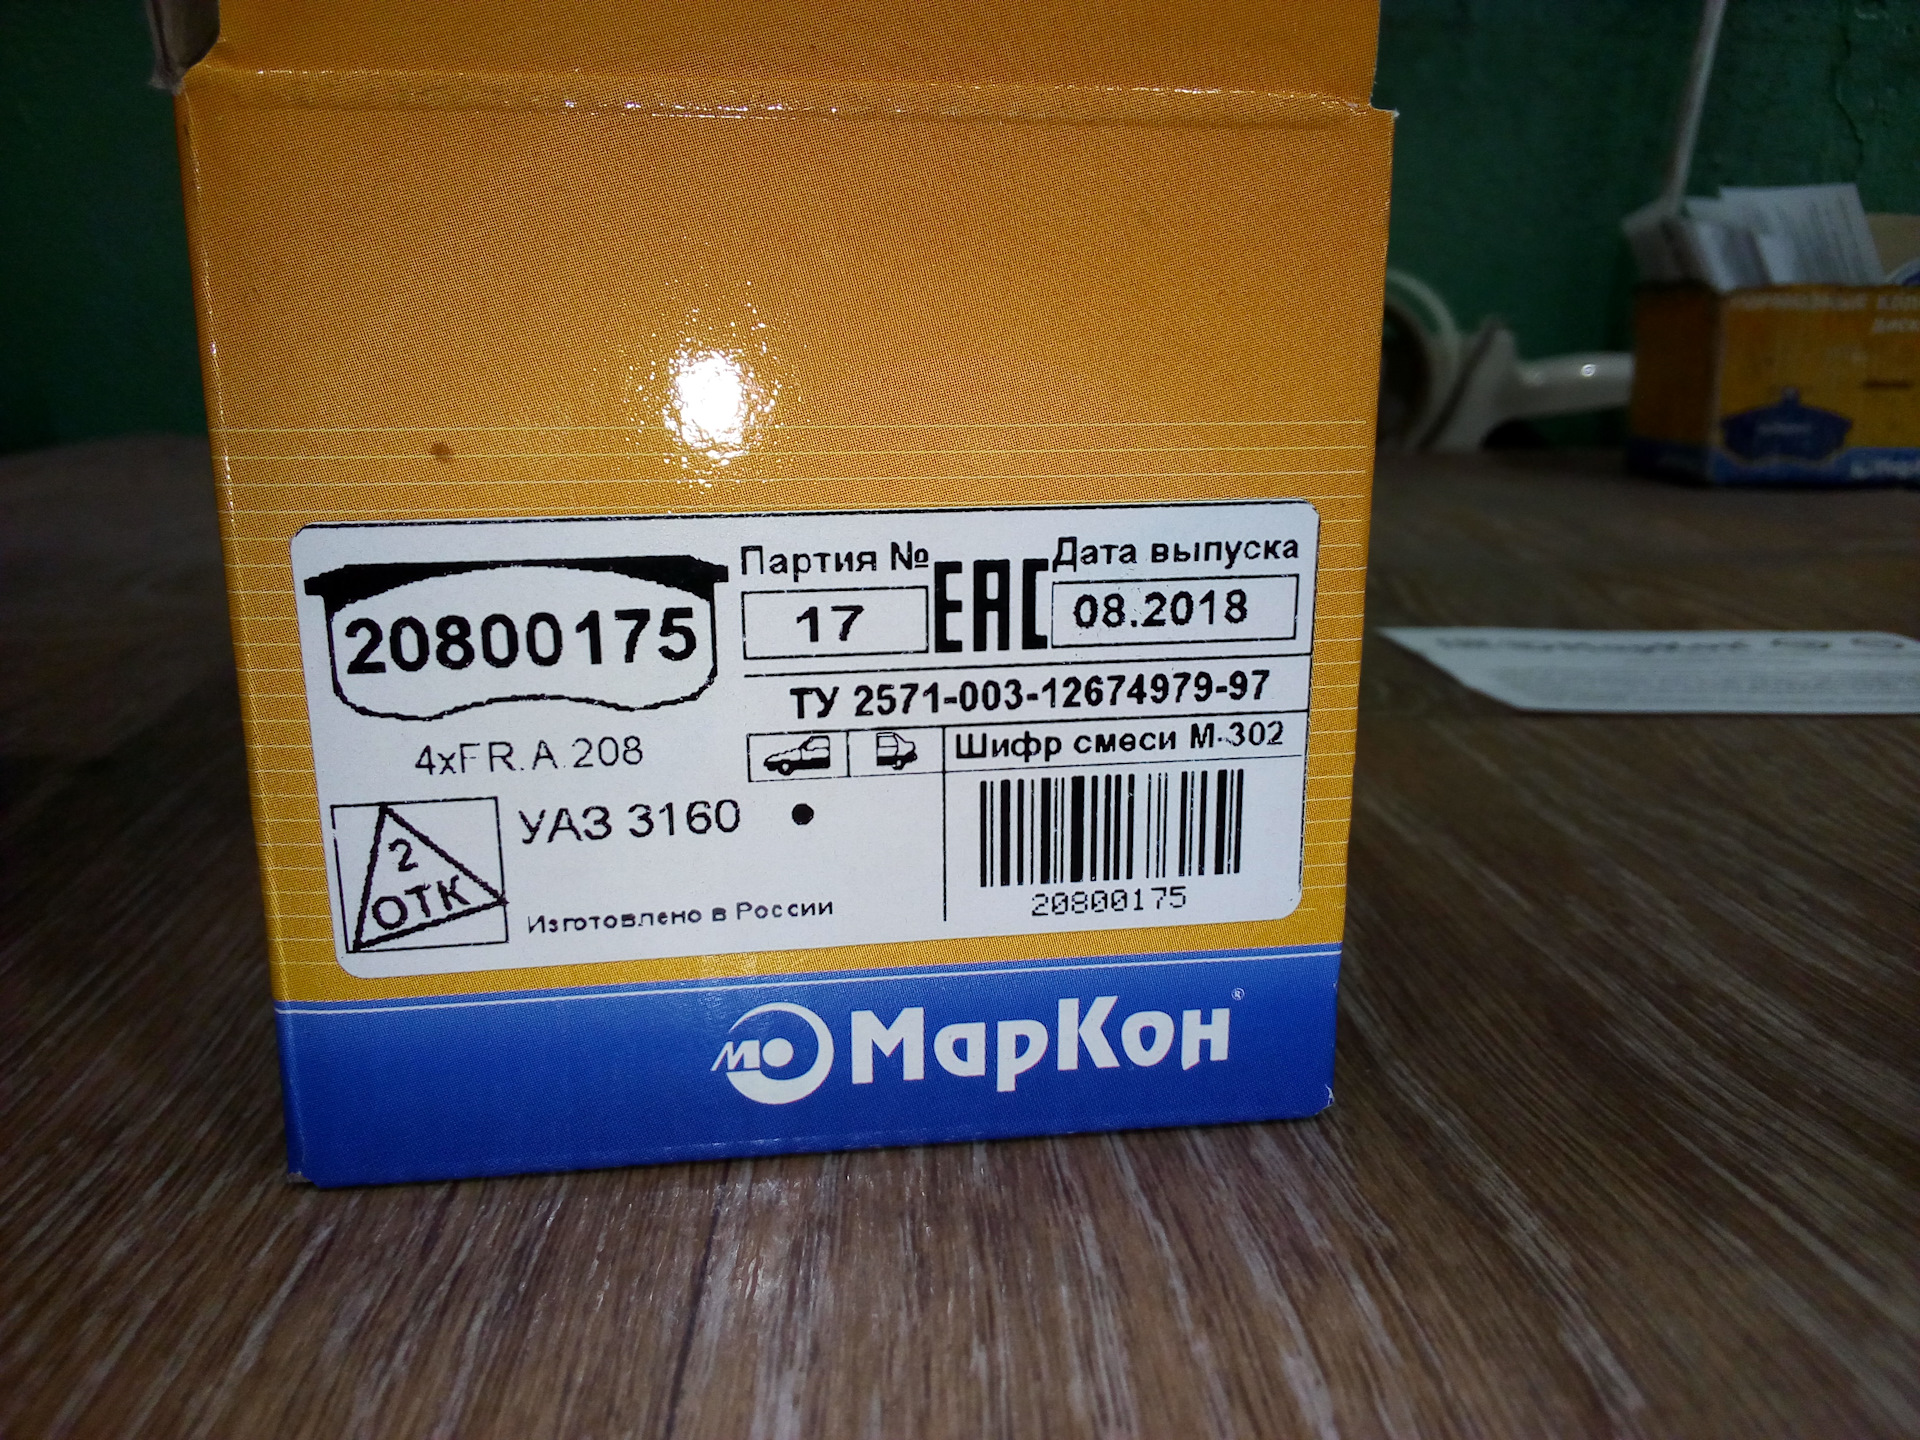 20800175
4xFR.A.208
Партия №
17
EAC
Дата выпуска
08.2018
ТУ 2571-003-12674979-97
Шифр смеси М-302
УАЗ 3160
2
ОТК
Изготовлено в России
20800175
МО МарКон®